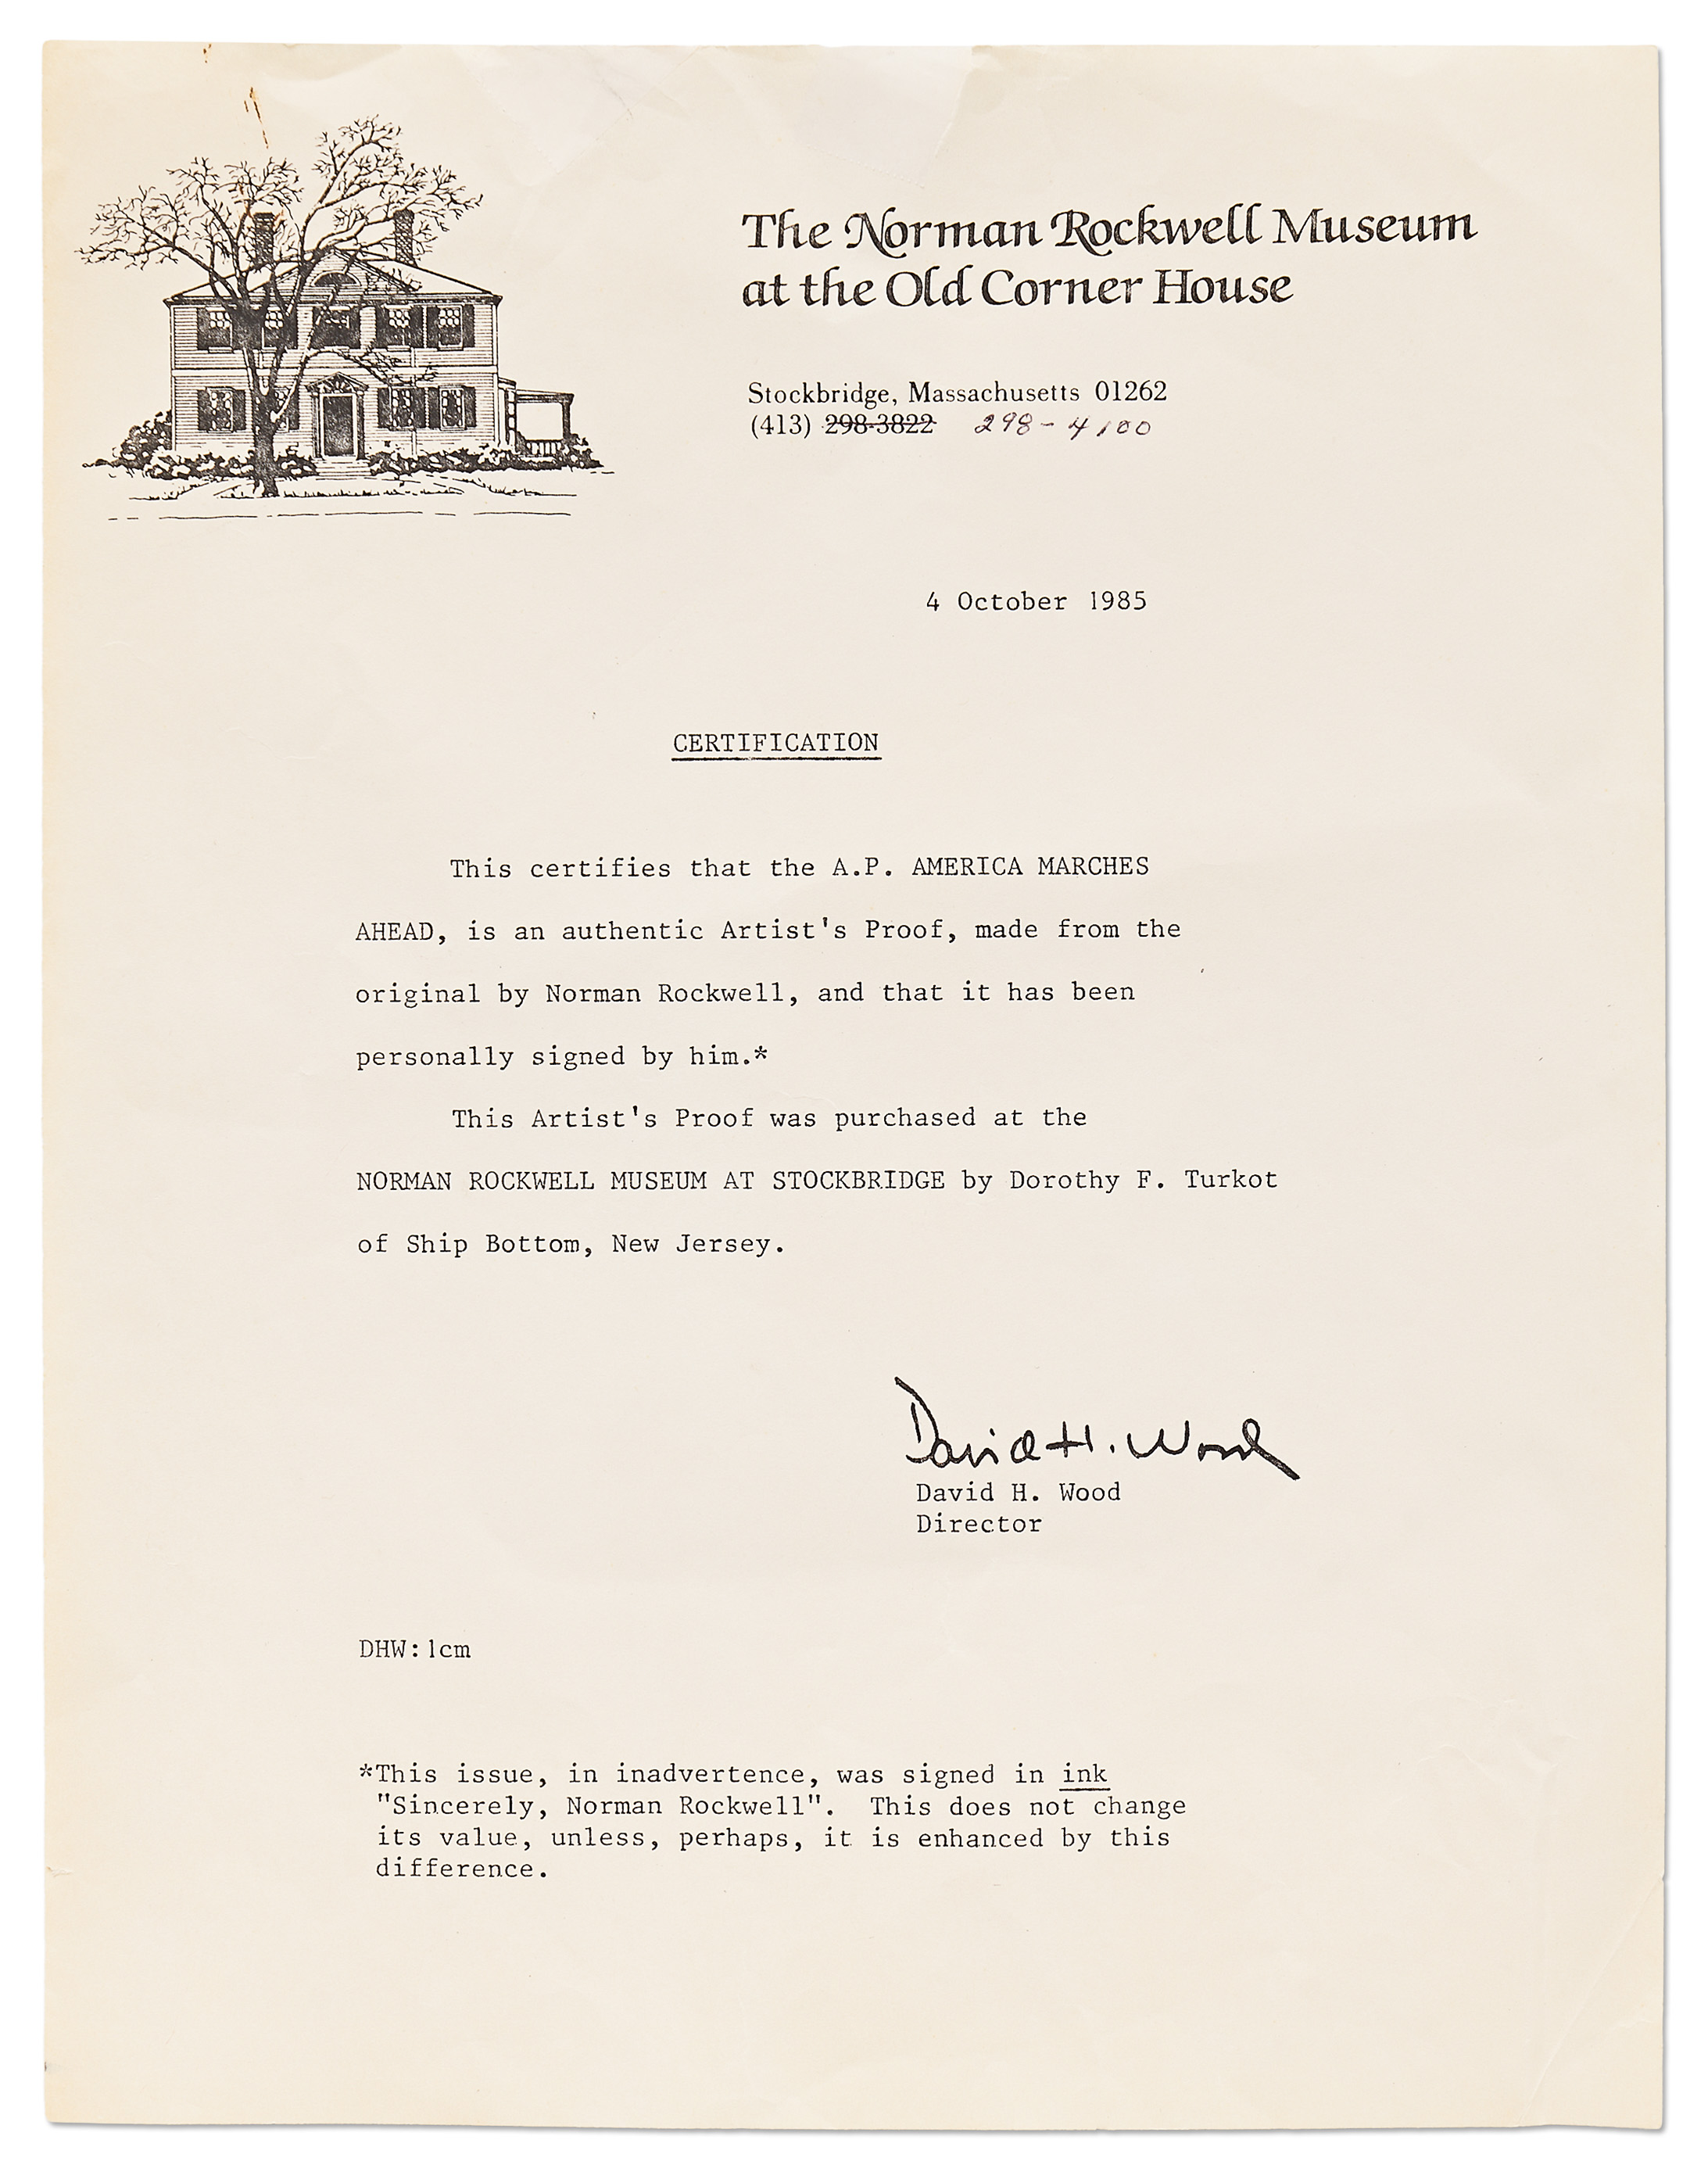 The Norman Rockwell Museum
at the Old Corner House
Stockbridge, Massachusetts 01262
(413) 298-3822 298-4100
4 October 1985
CERTIFICATION
This certifies that the A.P. AMERICA MARCHES
AHEAD, is an authentic Artist's Proof, made from the
original by Norman Rockwell, and that it has been
personally signed by him.*
This Artist's Proof was purchased at the
NORMAN ROCKWELL MUSEUM AT STOCKBRIDGE by Dorothy F. Turkot
of Ship Bottom, New Jersey.
David H. Wood
David H. Wood
Director
DHW:lcm
*This issue, in inadvertence, was signed in ink
"Sincerely, Norman Rockwell". This does not change
its value, unless, perhaps, it is enhanced by this
difference.